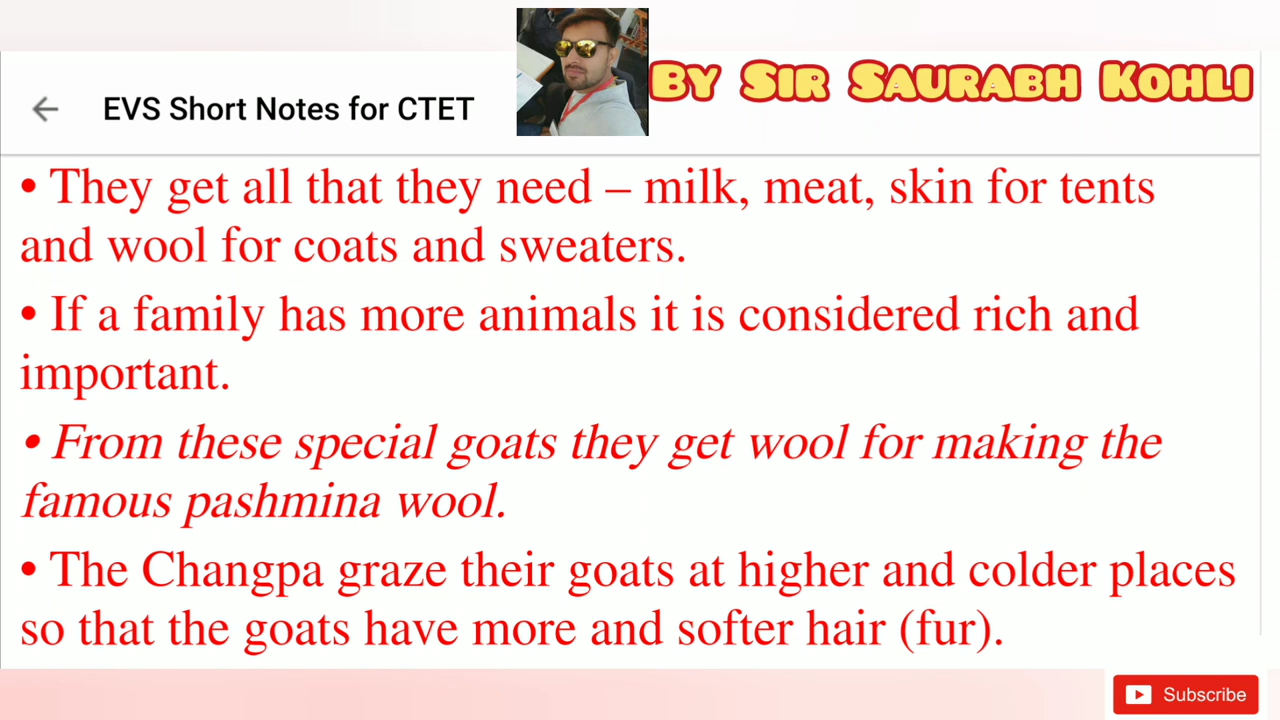 By Sir Saurabh Kohli
EVS Short Notes for CTET
• They get all that they need – milk, meat, skin for tents
and wool for coats and sweaters.
• If a family has more animals it is considered rich and
important.
• From these special goats they get wool for making the
famous pashmina wool.
• The Changpa graze their goats at higher and colder places
so that the goats have more and softer hair (fur).
Subscribe